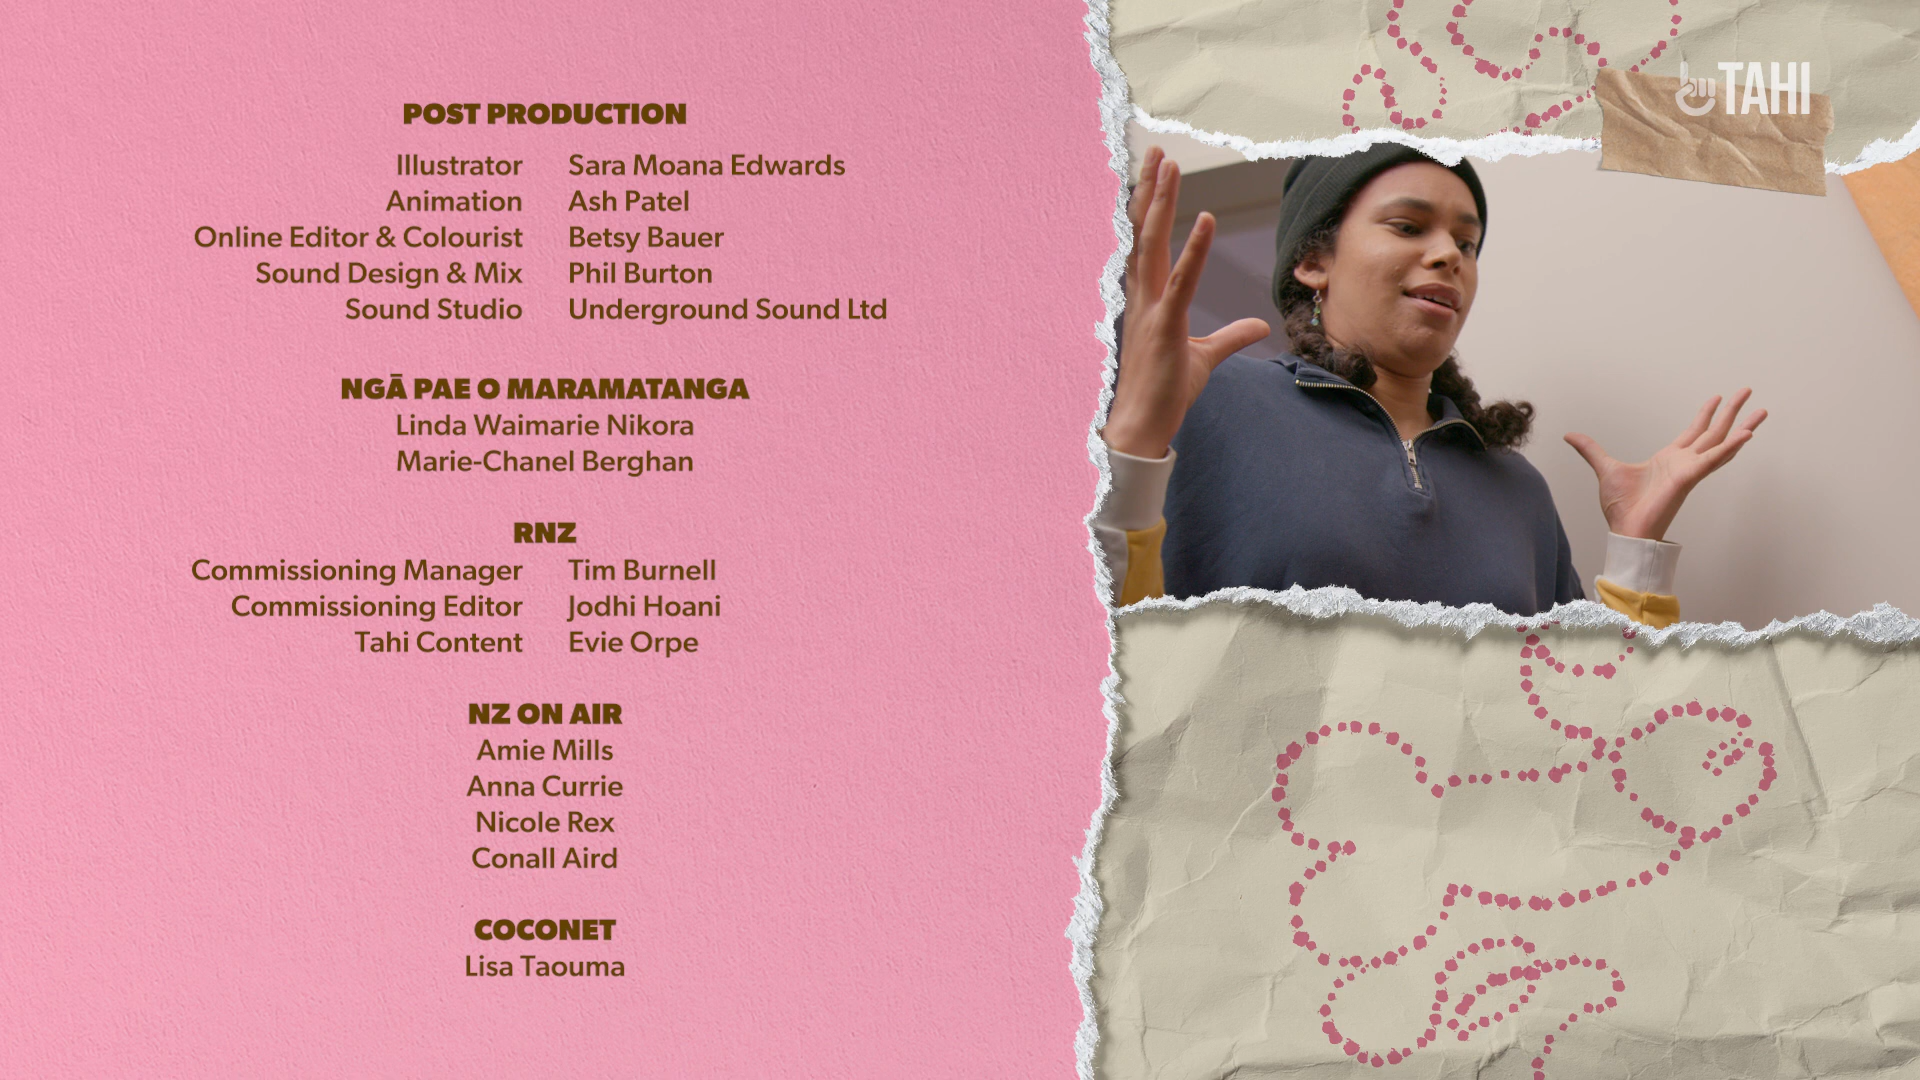 POST PRODUCTION
Illustrator Sara Moana Edwards
Animation Ash Patel
Online Editor & Colourist Betsy Bauer
Sound Design & Mix Phil Burton
Sound Studio Underground Sound Ltd
NGĀ PAE O MARAMATANGA
Linda Waimarie Nikora
Marie-Chanel Berghan
RNZ
Commissioning Manager Tim Burnell
Commissioning Editor Jodhi Hoani
Tahi Content Evie Orpe
NZ ON AIR
Amie Mills
Anna Currie
Nicole Rex
Conall Aird
COCONET
Lisa Taouma
TAHI